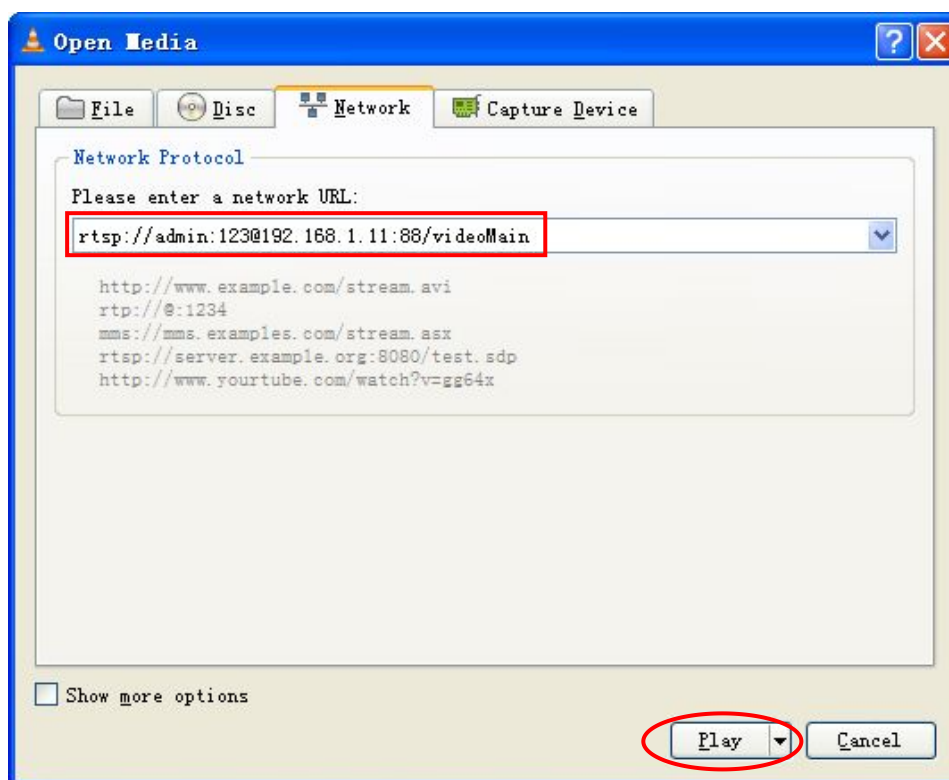 Open Media
File Disc Network Capture Device
Network Protocol
Please enter a network URL:
rtsp://admin:123@192.168.1.11:88/videoMain
http://www.example.com/stream.avi
rtp://@:1234
mms://mms.examples.com/stream.asx
rtsp://server.example.org:8080/test.sdp
http://www.yourtube.com/watch?v=gg64x
Show more options
Play Cancel